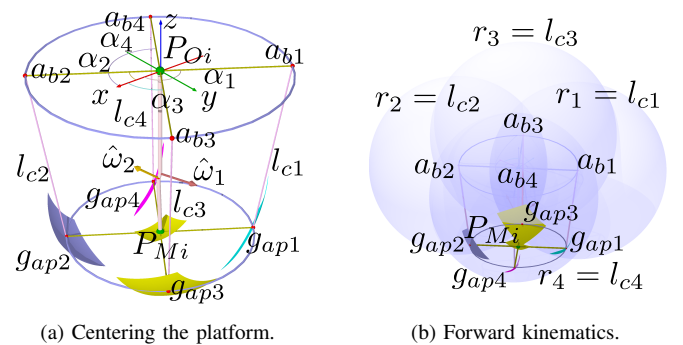 a_{b4} z
α_4 P_{Oi}
a_{b2} α_2 α_1 a_{b1}
x y
α_3
l_{c4}
a_{b3}
l_{c2} ω̂_2 ω̂_1 l_{c1}
g_{ap4} l_{c3}
g_{ap2} P_{Mi} g_{ap1}
g_{ap3}
(a) Centering the platform.
r_3 = l_{c3}
r_2 = l_{c2} r_1 = l_{c1}
a_{b3}
a_{b2} a_{b1}
a_{b4}
P_{Mi} g_{ap3}
g_{ap2} g_{ap1}
g_{ap4} r_4 = l_{c4}
(b) Forward kinematics.